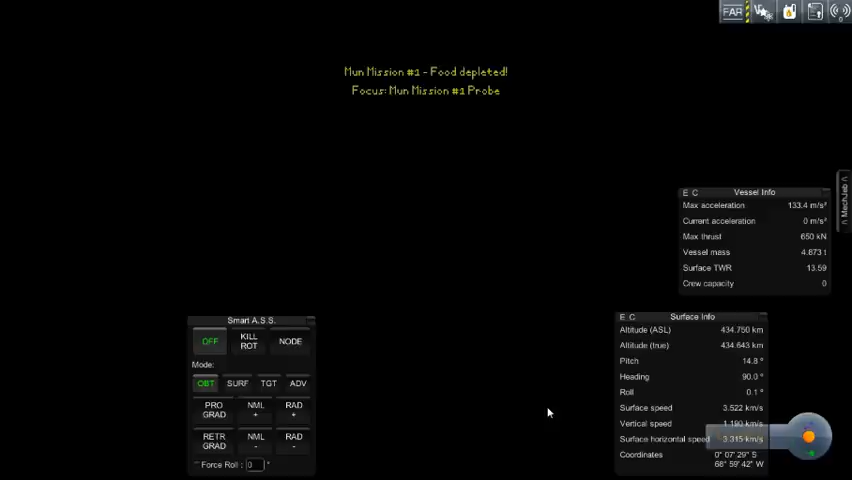 FAR
0
Mun Mission #1 - Food depleted!
Focus: Mun Mission #1 Probe
E C Vessel Info
Max acceleration 133.4 m/s²
Current acceleration 0 m/s²
Max thrust 650 kN
Vessel mass 4.873 t
Surface TWR 13.59
Crew capacity 0
MechJeb
Smart A.S.S.
OFF KILL ROT NODE
Mode:
OBT SURF TGT ADV
PRO GRAD NML + RAD +
RETR GRAD NML - RAD -
Force Roll : 0 °
E C Surface Info
Altitude (ASL) 434.750 km
Altitude (true) 434.643 km
Pitch 14.8 °
Heading 90.0 °
Roll 0.1 °
Surface speed 3.522 km/s
Vertical speed 1.190 km/s
Surface horizontal speed 3.315 km/s
Coordinates 0° 07' 29" S
68° 59' 42" W